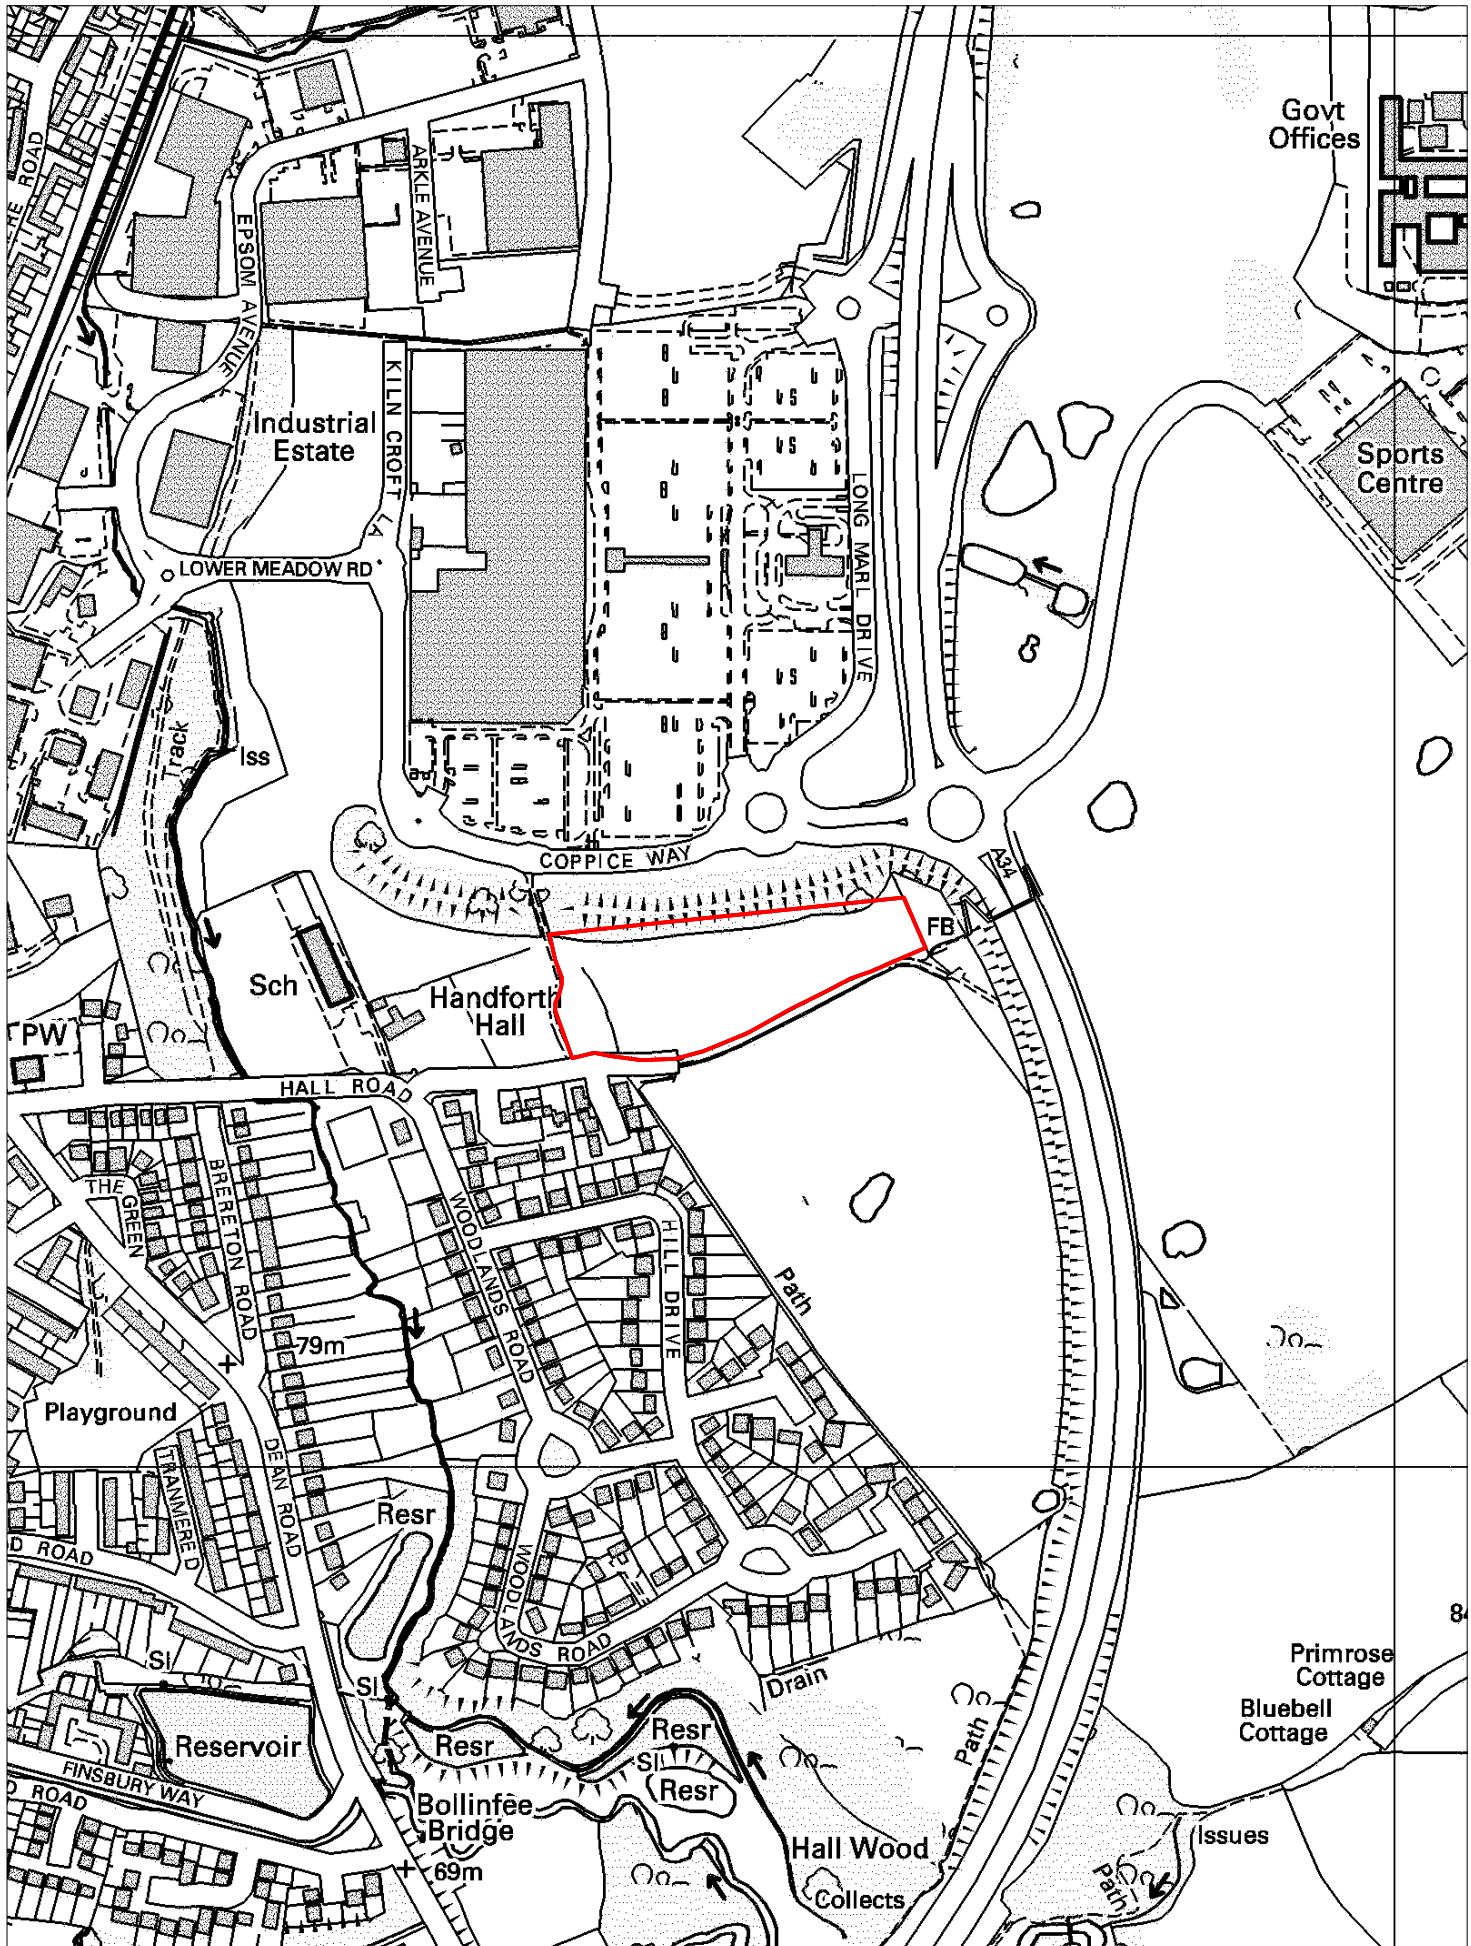 Govt
Offices
THE ROAD
ARKLE AVENUE
EPSOM AVENUE
KILN CROFT LA
Industrial
Estate
Sports
Centre
LONG MARL DRIVE
LOWER MEADOW RD
Track
Iss
COPPICE WAY
A34
FB
Sch
Handforth
Hall
PW
HALL ROAD
THE GREEN
BRERETON ROAD
WOODLANDS ROAD
HILL DRIVE
Path
79m
Playground
TRANMERE D
DEAN ROAD
Resr
D ROAD
WOODLANDS ROAD
84
Primrose
Cottage
Bluebell
Cottage
Sl
Sl
Drain
Reservoir
Resr
Resr
Sl
Resr
Path
FINSBURY WAY
D ROAD
Bollinfee
Bridge
Hall Wood
Issues
69m
Collects
Path